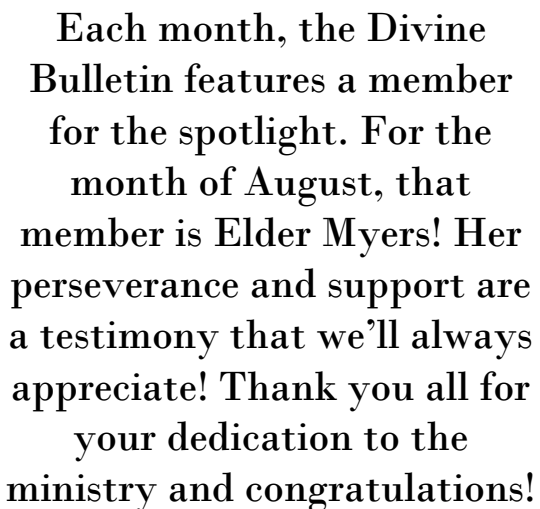 Each month, the Divine
Bulletin features a member
for the spotlight. For the
month of August, that
member is Elder Myers! Her
perseverance and support are
a testimony that we’ll always
appreciate! Thank you all for
your dedication to the
ministry and congratulations!